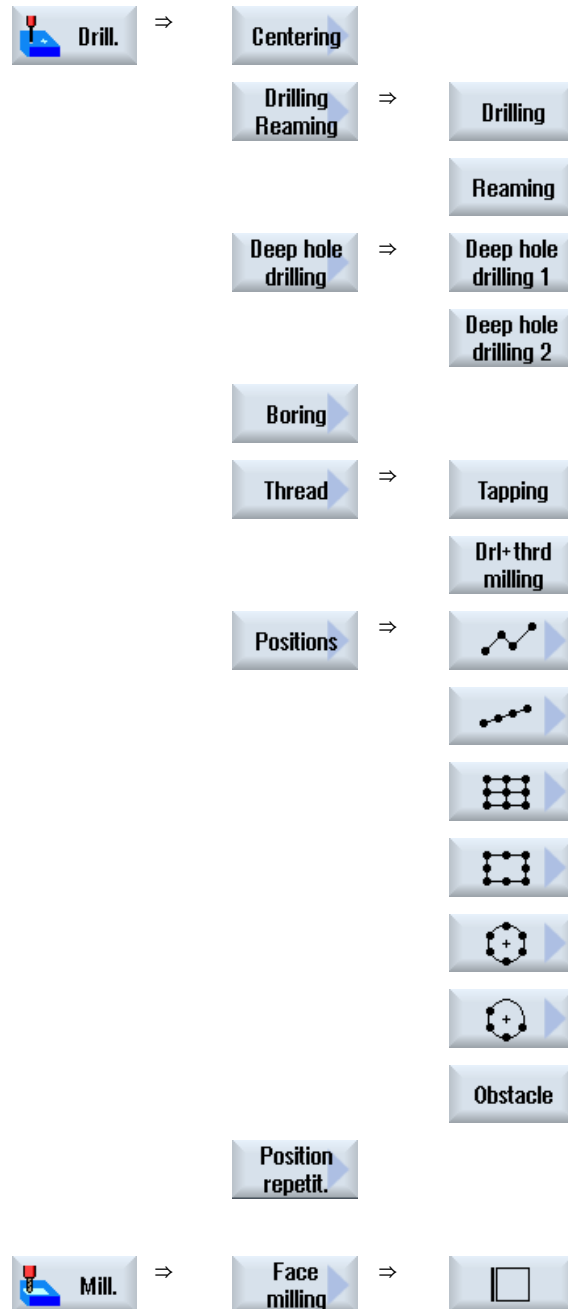 Drill. ⇒ Centering
Drilling
Reaming
⇒ Drilling
Reaming
Deep hole
drilling
⇒ Deep hole
drilling 1
Deep hole
drilling 2
Boring
Thread ⇒ Tapping
Drl+thrd
milling
Positions ⇒
Obstacle
Position
repetit.
Mill. ⇒ Face
milling
⇒